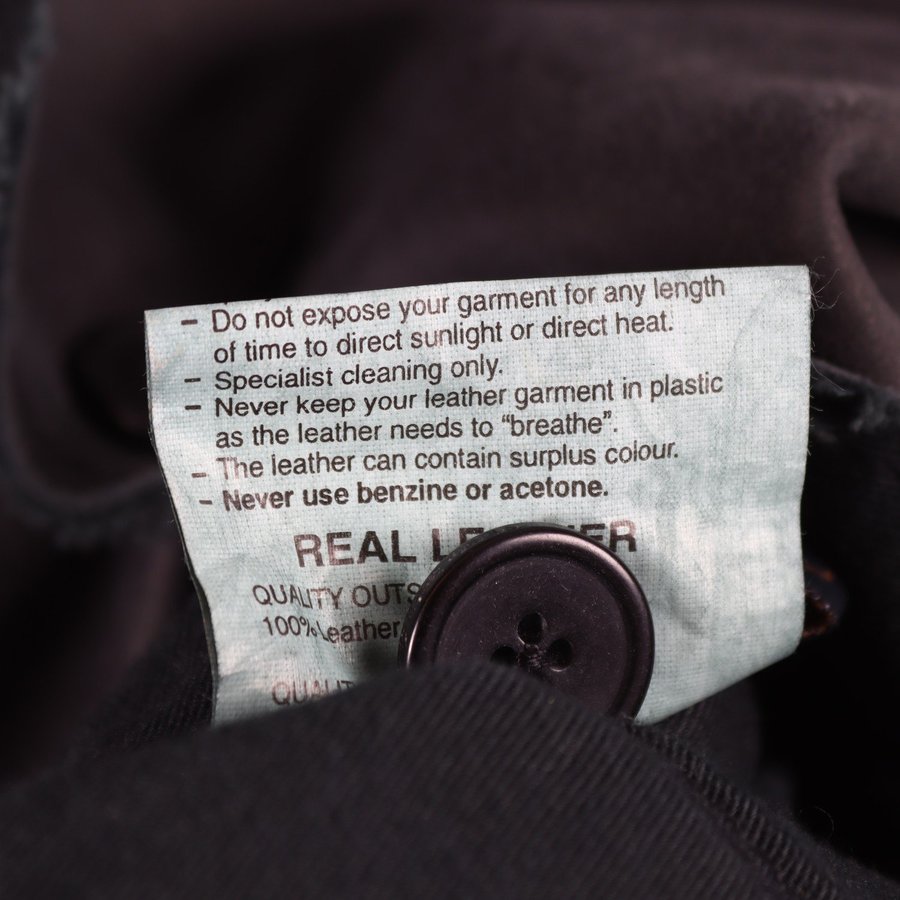 - Do not expose your garment for any length
of time to direct sunlight or direct heat.
- Specialist cleaning only.
- Never keep your leather garment in plastic
as the leather needs to "breathe".
- The leather can contain surplus colour.
- Never use benzine or acetone.
REAL
QUALITY
100% Leather